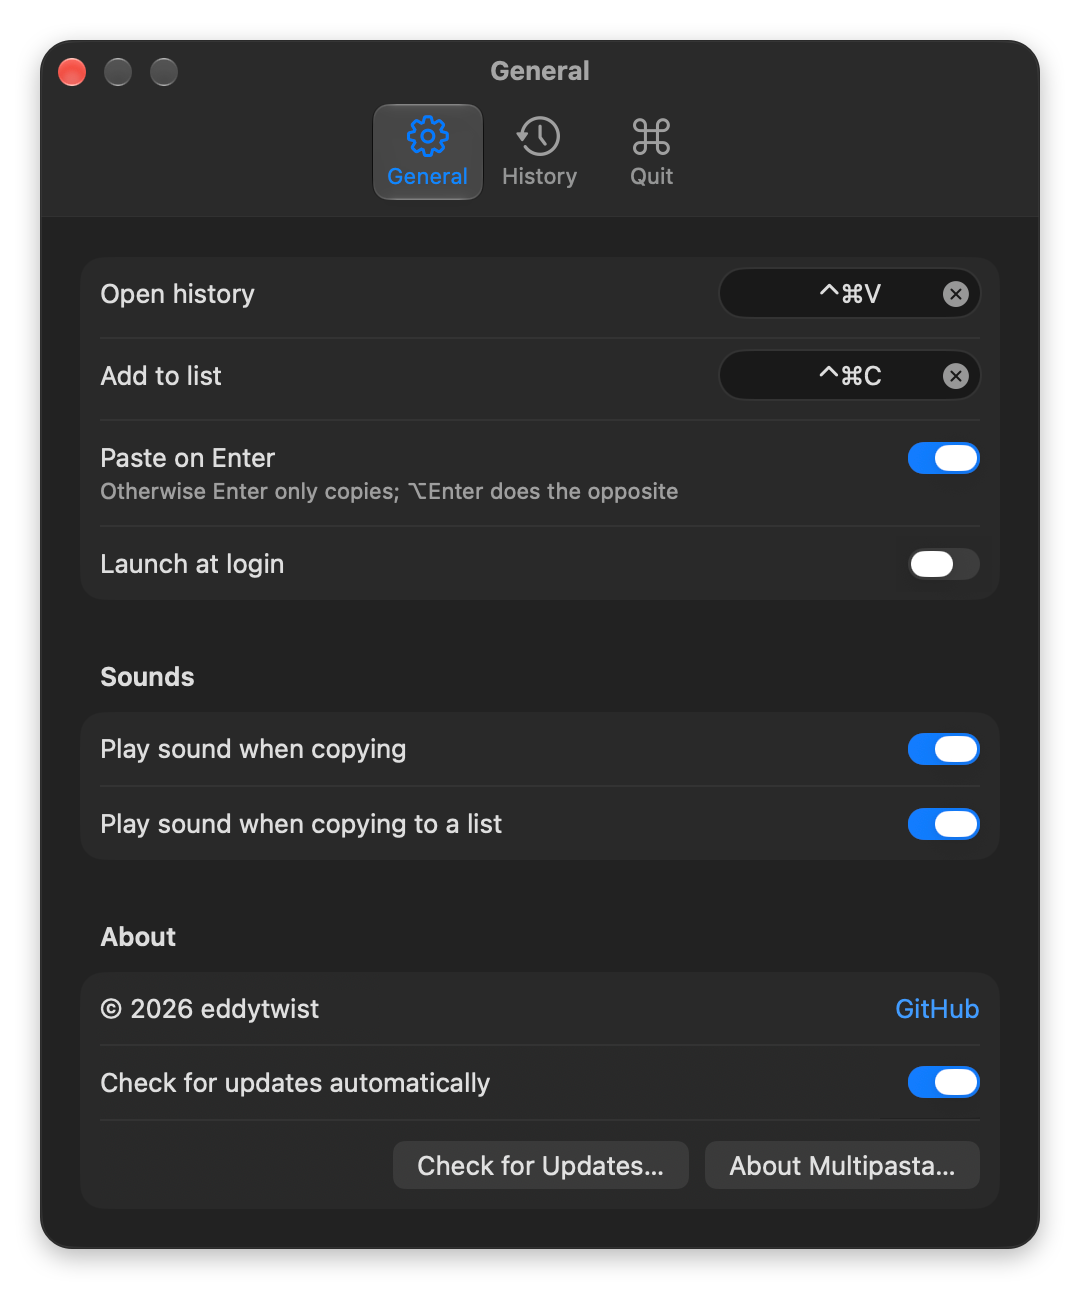 General
General
History
Quit
Open history
^⌘V
Add to list
^⌘C
Paste on Enter
Otherwise Enter only copies; ⌥Enter does the opposite
Launch at login
Sounds
Play sound when copying
Play sound when copying to a list
About
© 2026 eddytwist
GitHub
Check for updates automatically
Check for Updates...
About Multipasta...